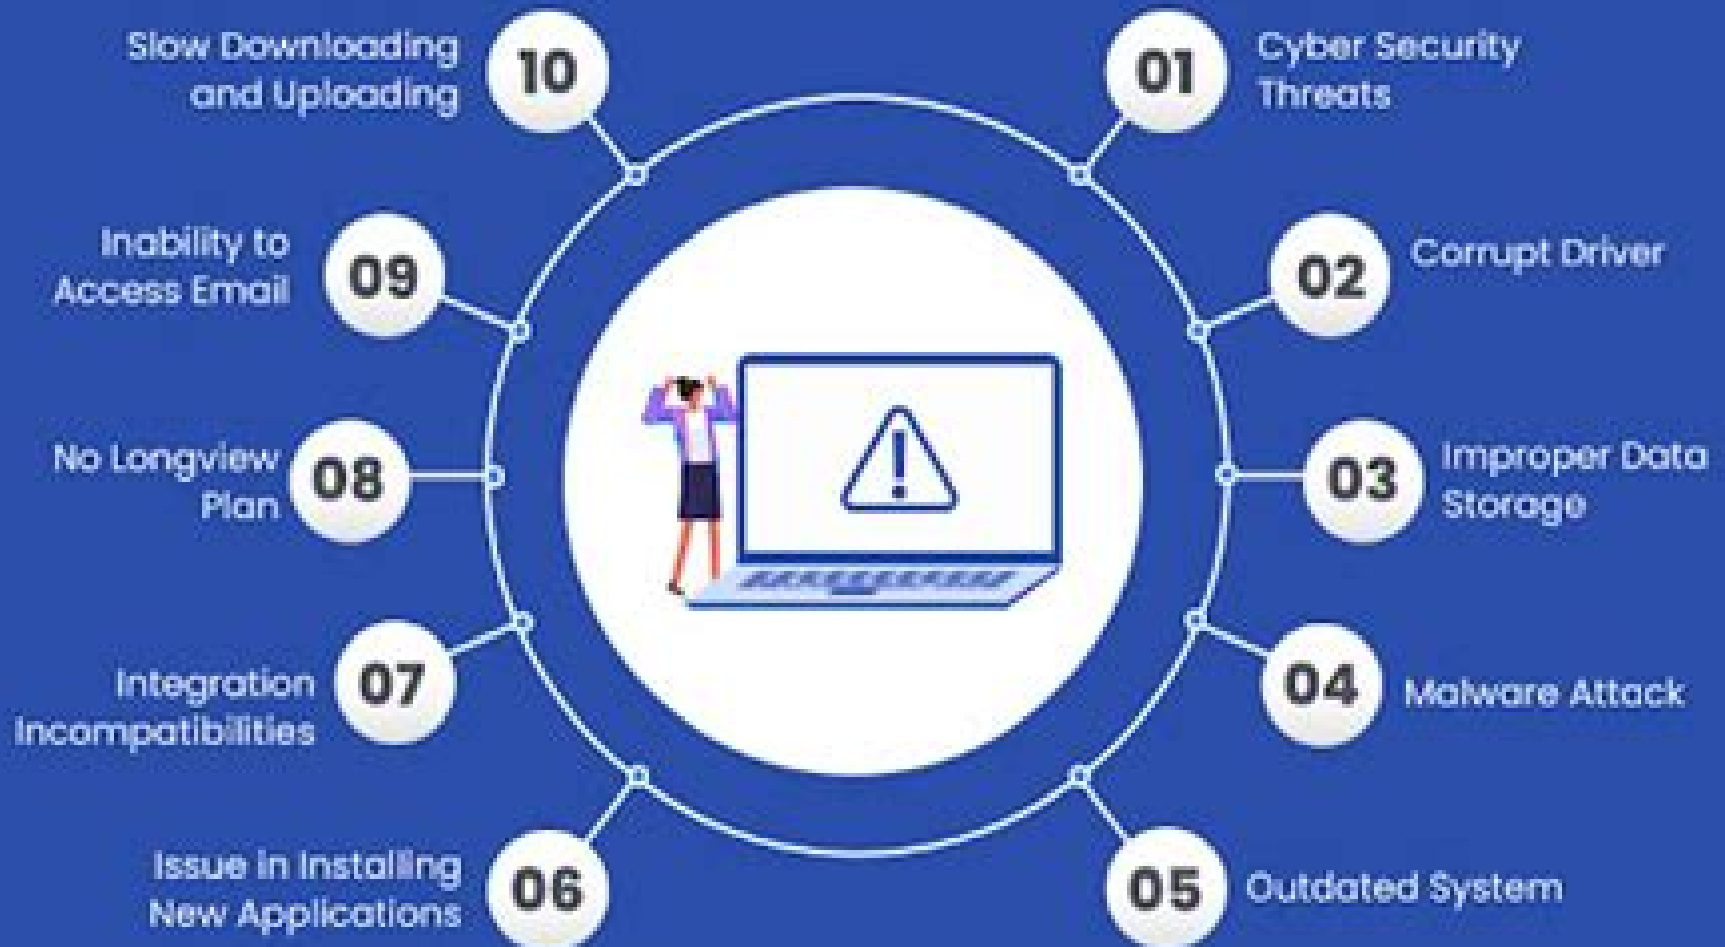 01
Cyber Security
Threats
02
Corrupt Driver
03
Improper Data
Storage
04
Malware Attack
05
Outdated System
06
Issue in Installing
New Applications
07
Integration
Incompatibilities
08
No Longview
Plan
09
Inability to
Access Email
10
Slow Downloading
and Uploading